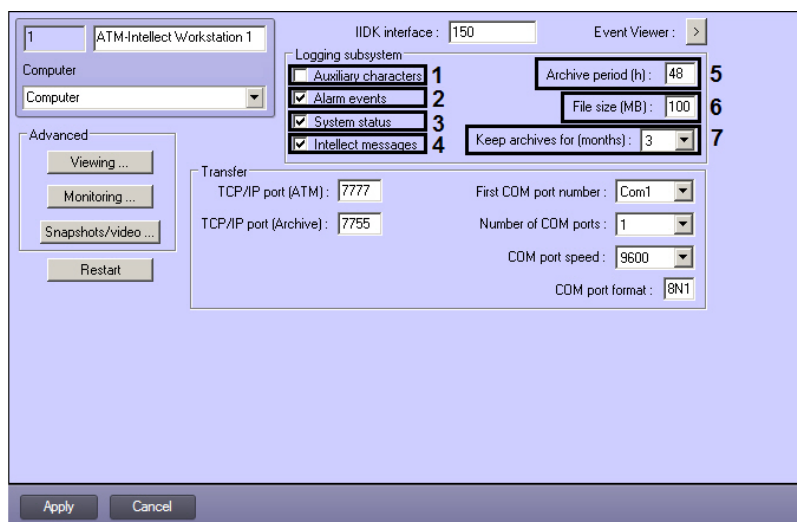 1 ATM-Intellect Workstation 1
IIDK interface : 150
Event Viewer : >
Computer
Computer
Logging subsystem
Auxiliary characters 1
Alarm events 2
System status 3
Intellect messages 4
Archive period (h) : 48 5
File size (MB) : 100 6
Keep archives for (months) : 3 7
Advanced
Viewing ...
Monitoring ...
Snapshots/video ...
Restart
Transfer
TCP/IP port (ATM) : 7777
TCP/IP port (Archive) : 7755
First COM port number : Com1
Number of COM ports : 1
COM port speed : 9600
COM port format : 8N1
Apply Cancel